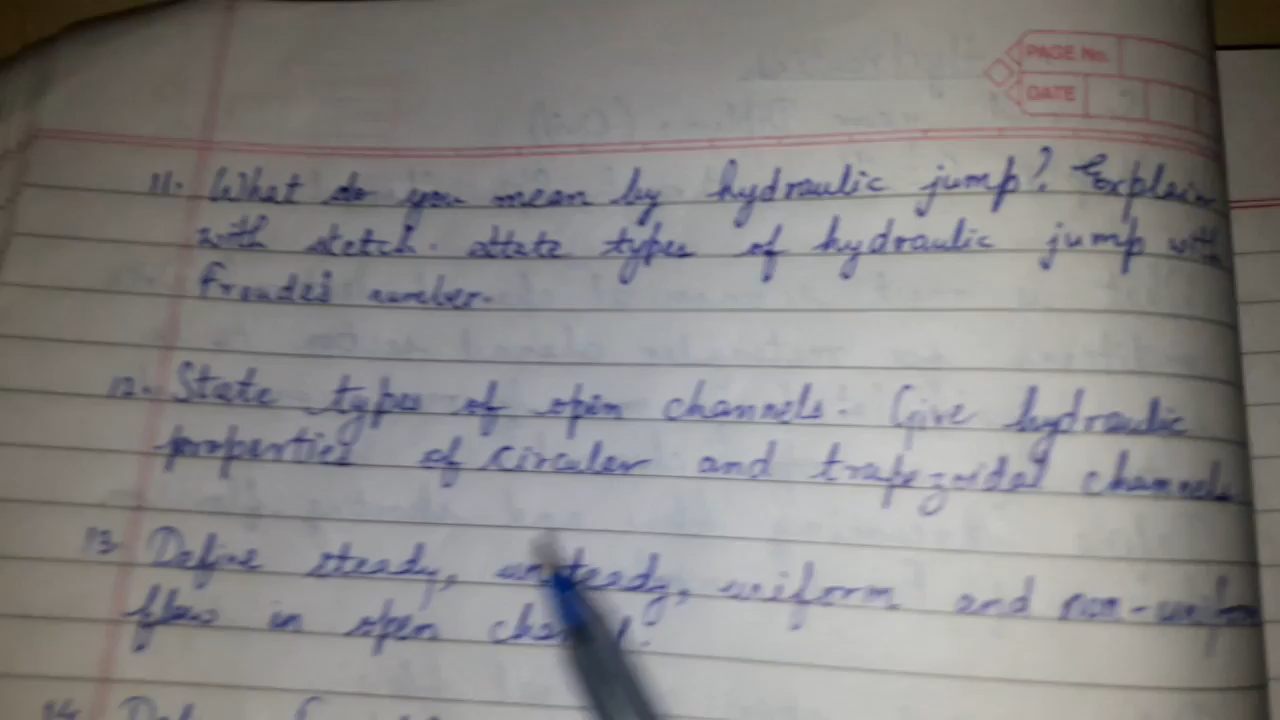 PAGE No.
DATE
11. What do you mean by hydraulic jump? Explain
with sketch. State types of hydraulic jump with
Froude's number.
12. State types of open channels. Give hydraulic
properties of circular and trapezoidal channels
13. Define steady, unsteady, uniform and non-uniform
flow in open channel.
14.